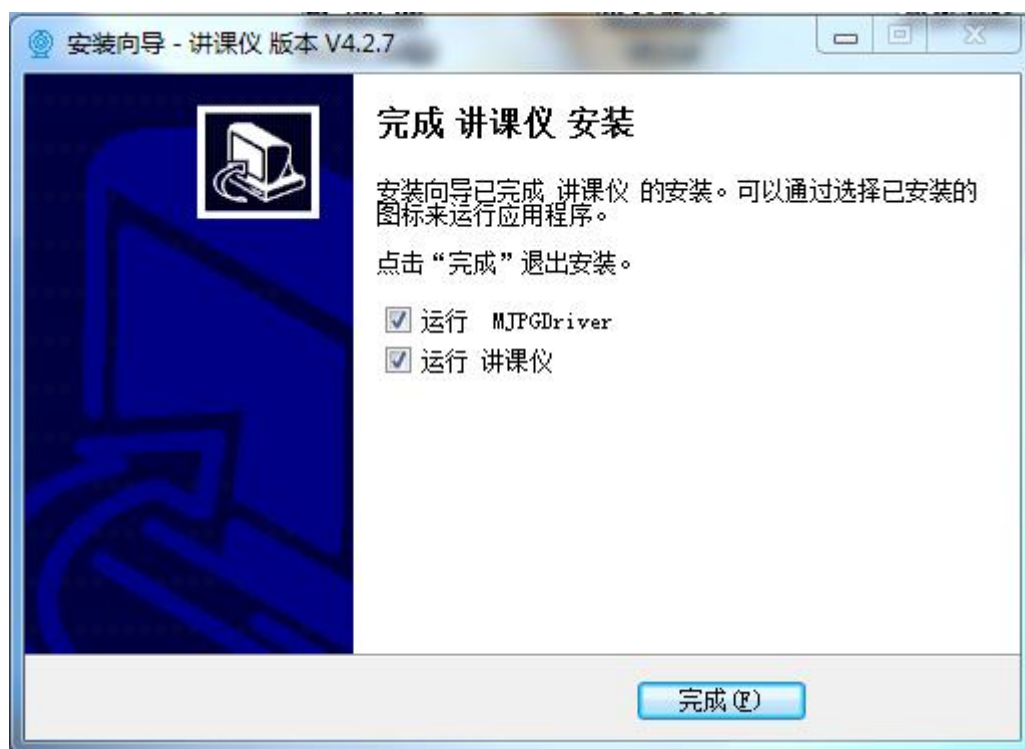 安装向导 - 讲课仪 版本 V4.2.7
完成 讲课仪 安装
安装向导已完成 讲课仪 的安装。可以通过选择已安装的
图标来运行应用程序。
点击“完成”退出安装。
运行 MJPGDriver
运行 讲课仪
完成(F)